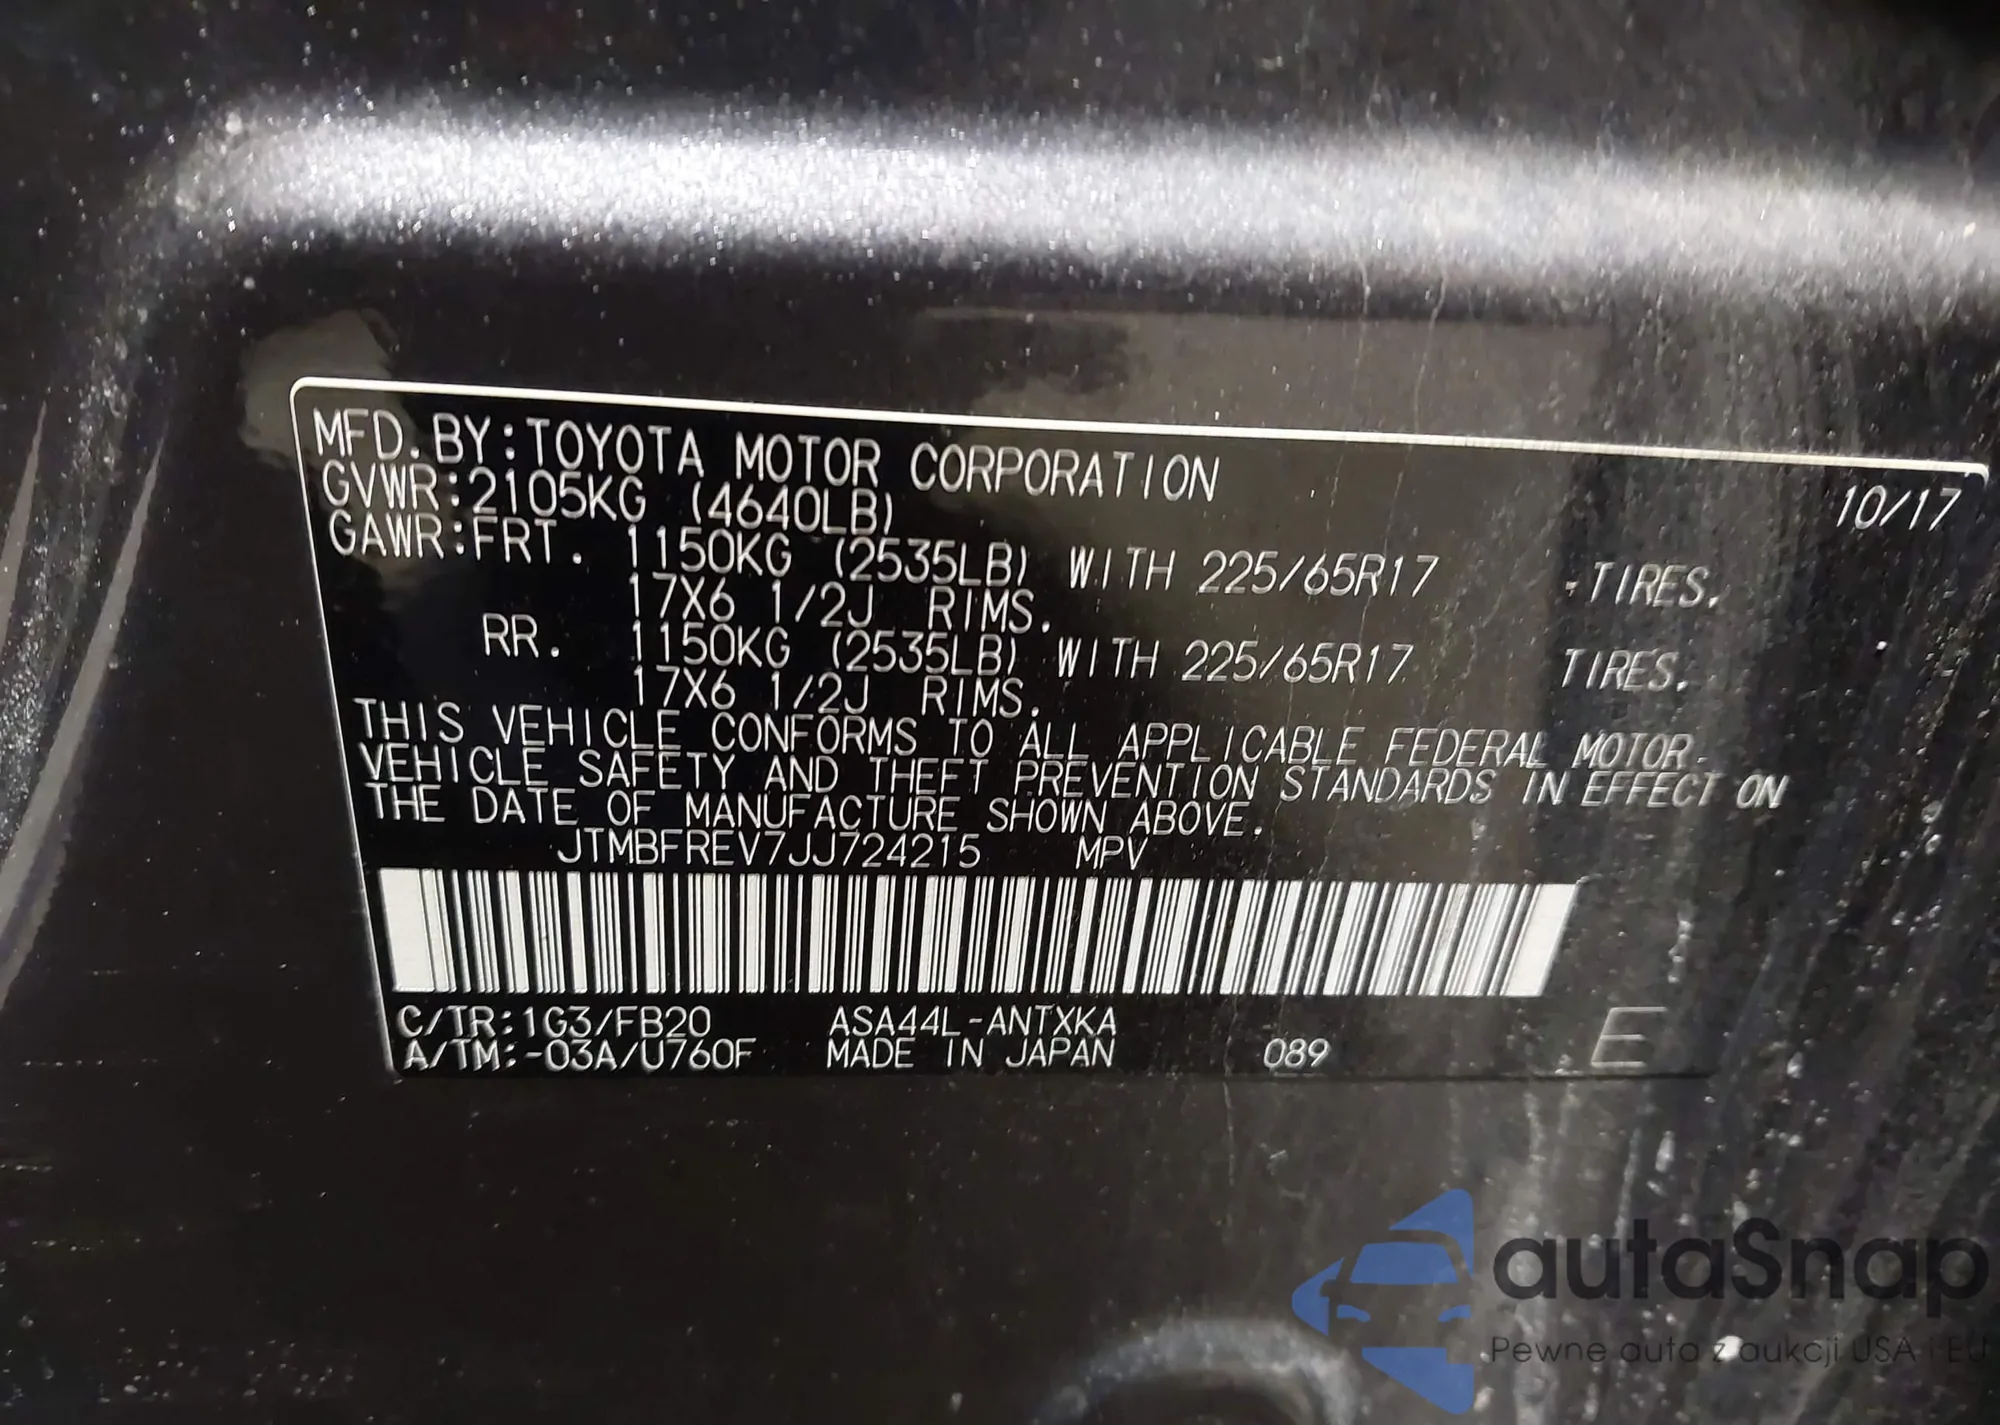 MFD. BY:TOYOTA MOTOR CORPORATION 10/17
GVWR:2105KG (4640LB)
GAWR:FRT. 1150KG (2535LB) WITH 225/65R17 TIRES.
17X6 1/2J RIMS.
RR. 1150KG (2535LB) WITH 225/65R17 TIRES.
17X6 1/2J RIMS.
THIS VEHICLE CONFORMS TO ALL APPLICABLE FEDERAL MOTOR
VEHICLE SAFETY AND THEFT PREVENTION STANDARDS IN EFFECT ON
THE DATE OF MANUFACTURE SHOWN ABOVE.
JTMBFREV7JJ724215 MPV
C/TR:1G3/FB20 ASA44L-ANTXKA
A/TM:-03A/U760F MADE IN JAPAN 089 E
autaSnap
Pewne auto z aukcji USA i EU